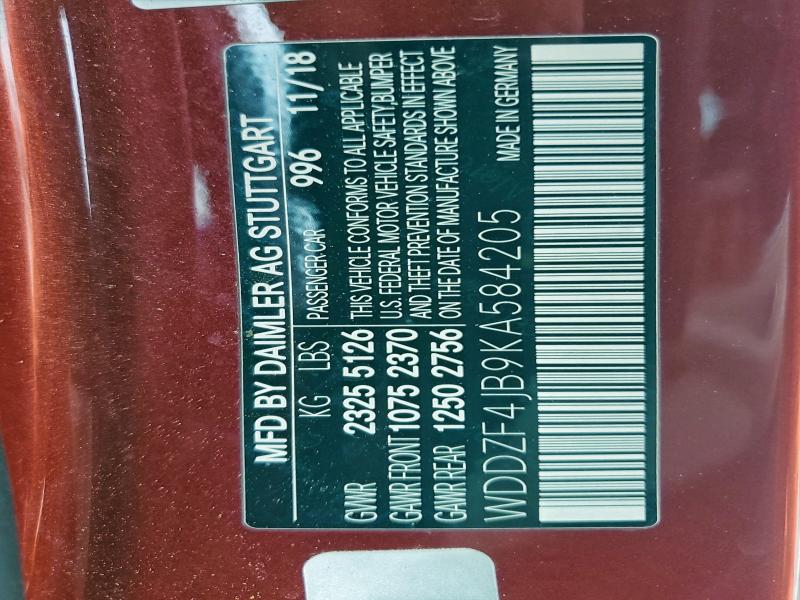 MFD BY DAIMLER AG STUTTGART
KG LBS PASSENGER CAR 996 11/18
GVWR 2325 5126 THIS VEHICLE CONFORMS TO ALL APPLICABLE
GAWR FRONT 1075 2370 U.S. FEDERAL MOTOR VEHICLE SAFETY,BUMPER
GAWR REAR 1250 2756 AND THEFT PREVENTION STANDARDS IN EFFECT
ON THE DATE OF MANUFACTURE SHOWN ABOVE
WDDZF4JB9KA584205 MADE IN GERMANY